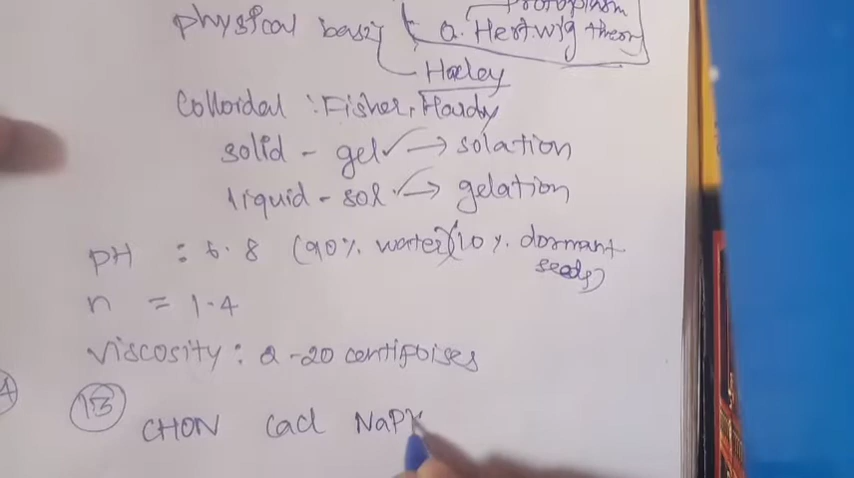 Protoplasm
Physical basis a. Hertwig theory
Huxley
Colloidal : Fisher, Hardy
solid - gel ✓ → solation
liquid - sol ✓ → gelation
pH : 6.8 (90% water) (10 % dormant
seeds)
n = 1.4
Viscosity : 2 - 20 centipoises
13
CHON CaCl NaPK